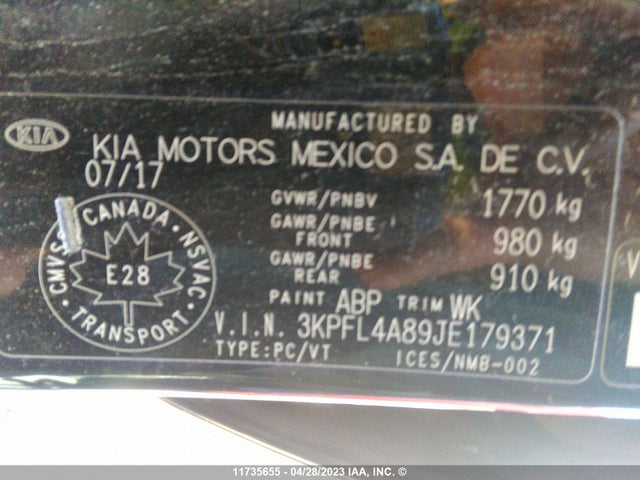 MANUFACTURED BY
KIA
KIA MOTORS MEXICO S.A. DE C.V.
07/17
GVWR/PNBV 1770 kg
GAWR/PNBE FRONT 980 kg
GAWR/PNBE REAR 910 kg
CANADA · NSVAC · TRANSPORT · CMVSS
E28
PAINT ABP TRIM WK
V.I.N. 3KPFL4A89JE179371
TYPE:PC/VT ICES/NMB-002
V
11735655 - 04/28/2023 IAA, INC. ©